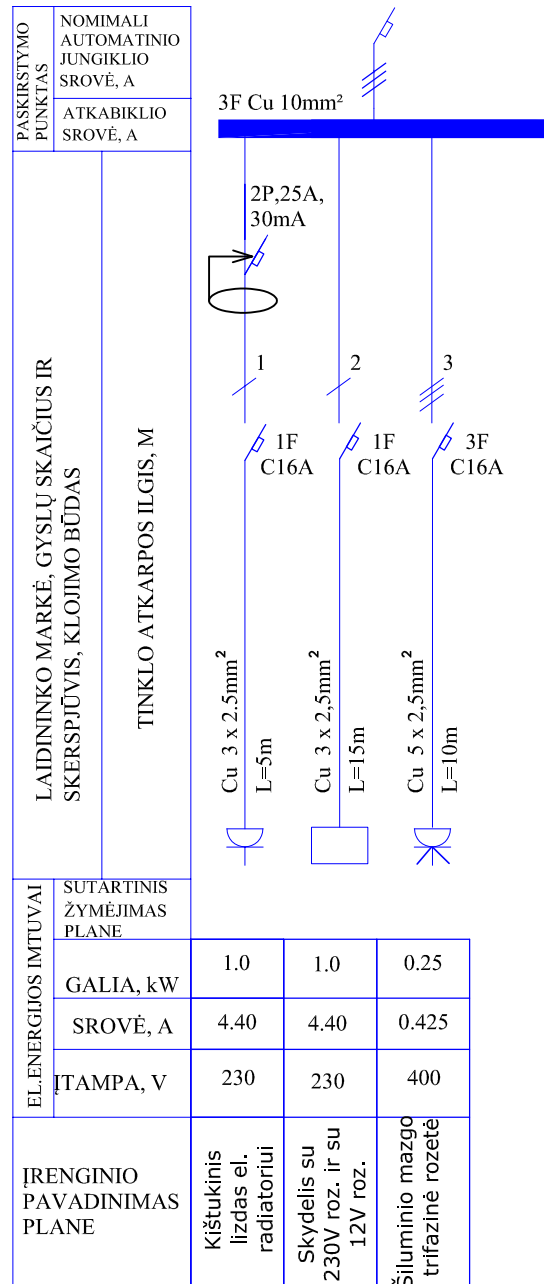 PASKIRSTYMO
PUNKTAS
NOMIMALI
AUTOMATINIO
JUNGIKLIO
SROVĖ, A
ATKABIKLIO
SROVĖ, A
3F Cu 10mm²
2P,25A,
30mA
1
2
3
1F
C16A
1F
C16A
3F
C16A
LAIDININKO MARKĖ, GYSLŲ SKAIČIUS IR
SKERSPJŪVIS, KLOJIMO BŪDAS
TINKLO ATKARPOS ILGIS, M
Cu 3 x 2.5mm²
L=5m
Cu 3 x 2,5mm²
L=15m
Cu 5 x 2,5mm²
L=10m
EL.ENERGIJOS IMTUVAI
SUTARTINIS
ŽYMĖJIMAS
PLANE
GALIA, kW
1.0
1.0
0.25
SROVĖ, A
4.40
4.40
0.425
ĮTAMPA, V
230
230
400
ĮRENGINIO
PAVADINIMAS
PLANE
Kištukinis
lizdas el.
radiatoriui
Skydelis su
230V roz. ir su
12V roz.
Šiluminio mazgo
trifazinė rozetė